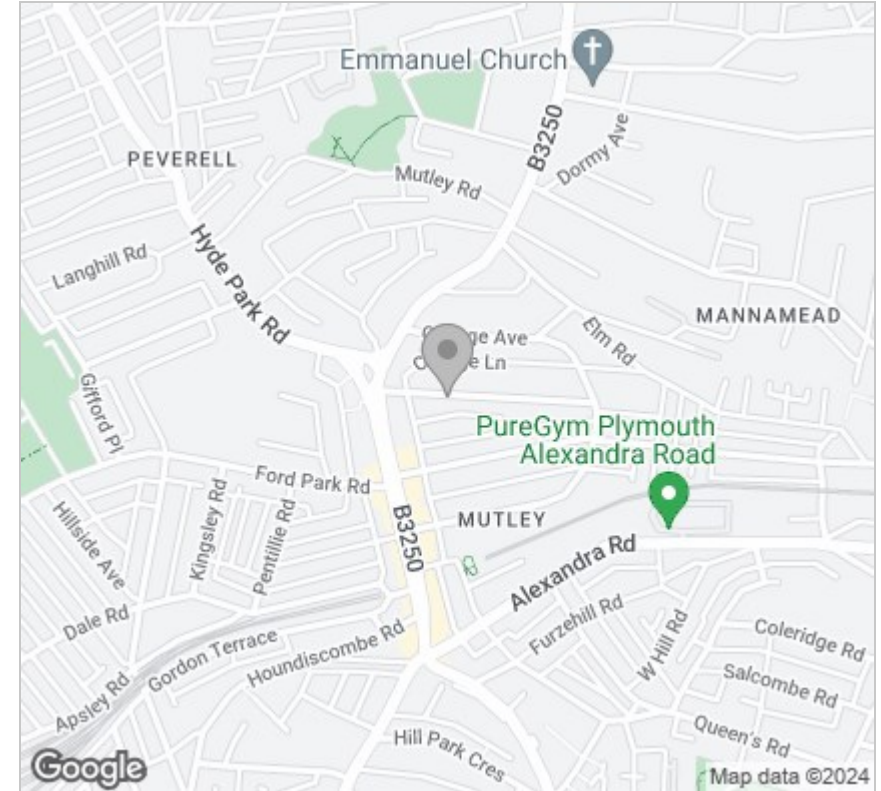 Emmanuel Church
B3250
Dormy Ave
PEVERELL
Mutley Rd
Hyde Park Rd
Langhill Rd
MANNAMEAD
Elm Rd
ge Ave
Ln
Gifford Pl
PureGym Plymouth
Alexandra Road
Ford Park Rd
Kingsley Rd
Pentillie Rd
B3250
MUTLEY
Hillside Ave
Alexandra Rd
Dale Rd
Gordon Terrace
Houndiscombe Rd
Furzehill Rd
W Hill Rd
Coleridge Rd
Salcombe Rd
Apsley Rd
Queen's Rd
Hill Park Cres
Google
Map data ©2024